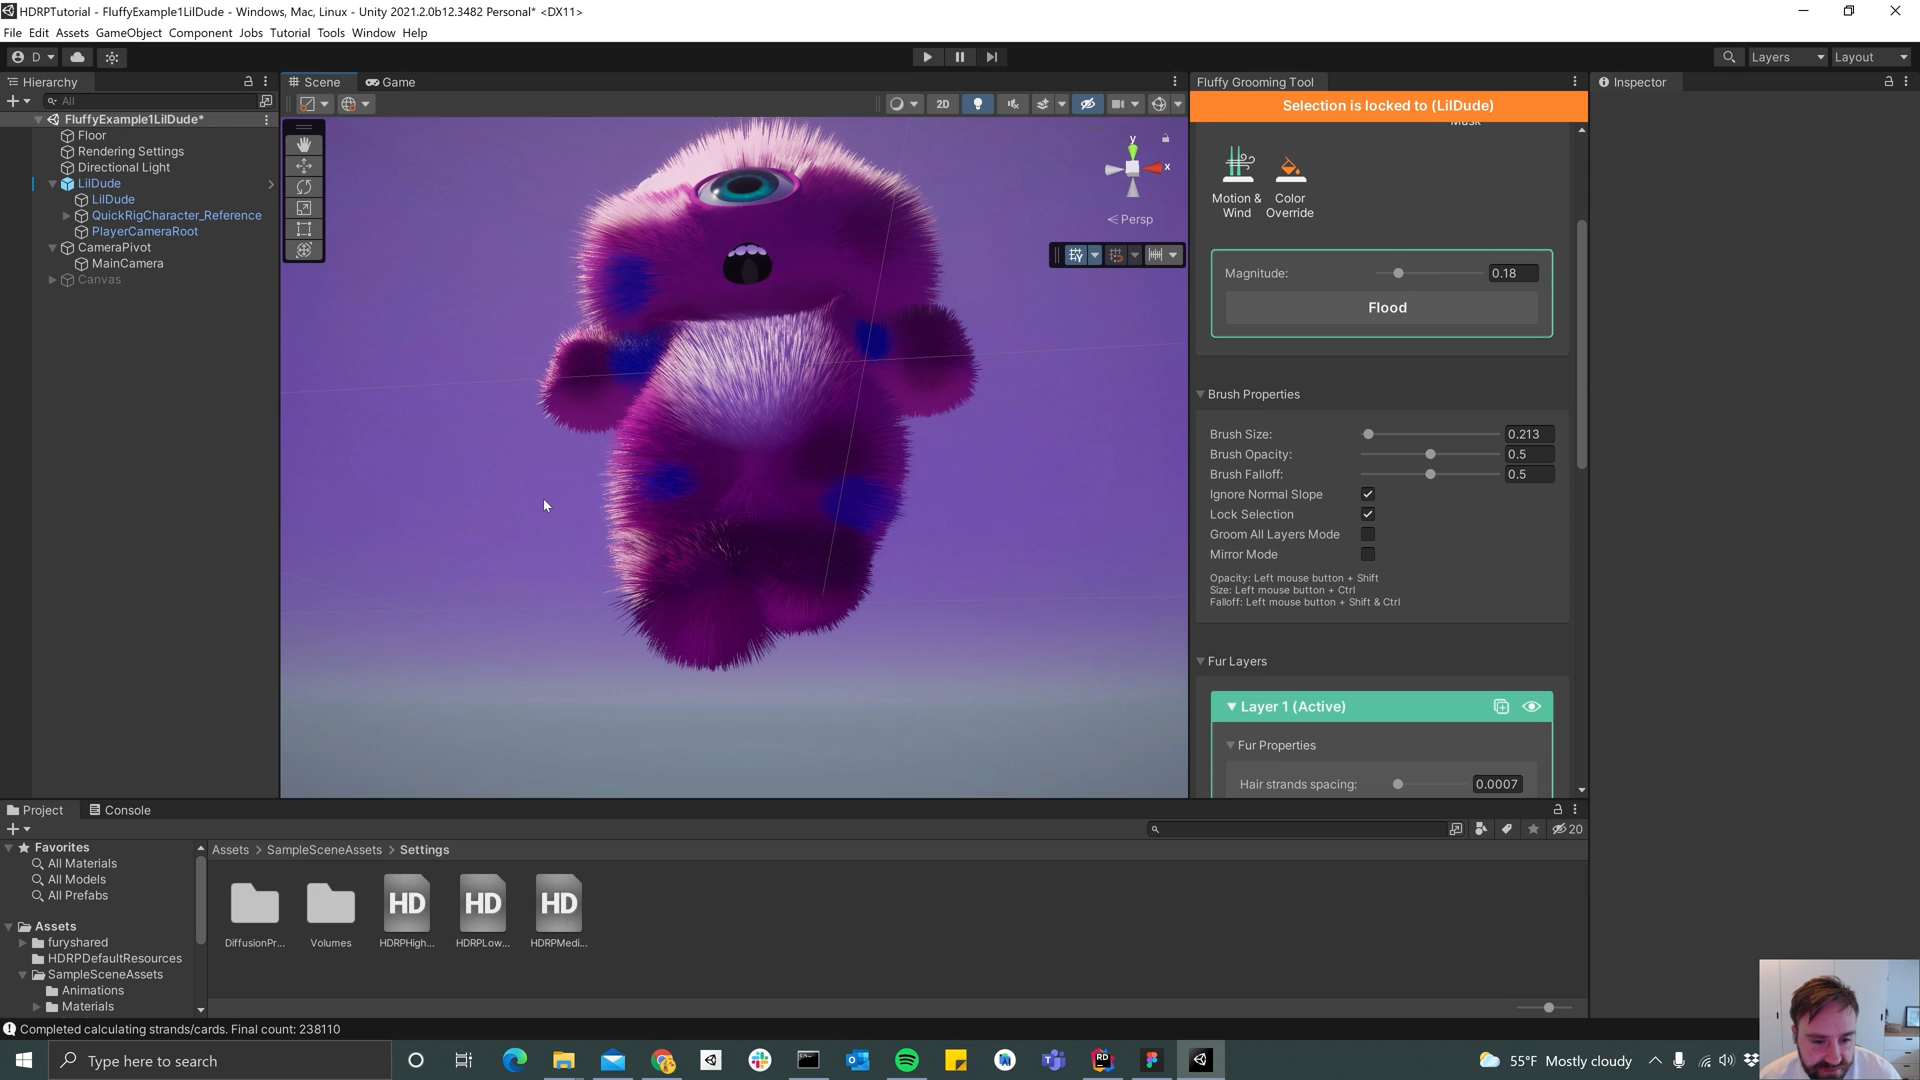 HDRPTutorial - FluffyExample1LilDude - Windows, Mac, Linux - Unity 2021.2.0b12.3482 Personal* <DX11>
File Edit Assets GameObject Component Jobs Tutorial Tools Window Help
D Layers Layout
Hierarchy
All
FluffyExample1LilDude*
Floor
Rendering Settings
Directional Light
LilDude
LilDude
QuickRigCharacter_Reference
PlayerCameraRoot
CameraPivot
MainCamera
Canvas
Scene Game
2D
y
x
Persp
Fluffy Grooming Tool
Selection is locked to (LilDude)
Mask
Motion & Wind
Color Override
Magnitude: 0.18
Flood
Brush Properties
Brush Size: 0.213
Brush Opacity: 0.5
Brush Falloff: 0.5
Ignore Normal Slope
Lock Selection
Groom All Layers Mode
Mirror Mode
Opacity: Left mouse button + Shift
Size: Left mouse button + Ctrl
Falloff: Left mouse button + Shift & Ctrl
Fur Layers
Layer 1 (Active)
Fur Properties
Hair strands spacing: 0.0007
Inspector
Project Console
20
Favorites
All Materials
All Models
All Prefabs
Assets
furyshared
HDRPDefaultResources
SampleSceneAssets
Animations
Materials
Assets > SampleSceneAssets > Settings
HD HD HD
DiffusionPr... Volumes HDRPHigh... HDRPLow... HDRPMedi...
Completed calculating strands/cards. Final count: 238110
Type here to search
RD
55°F Mostly cloudy